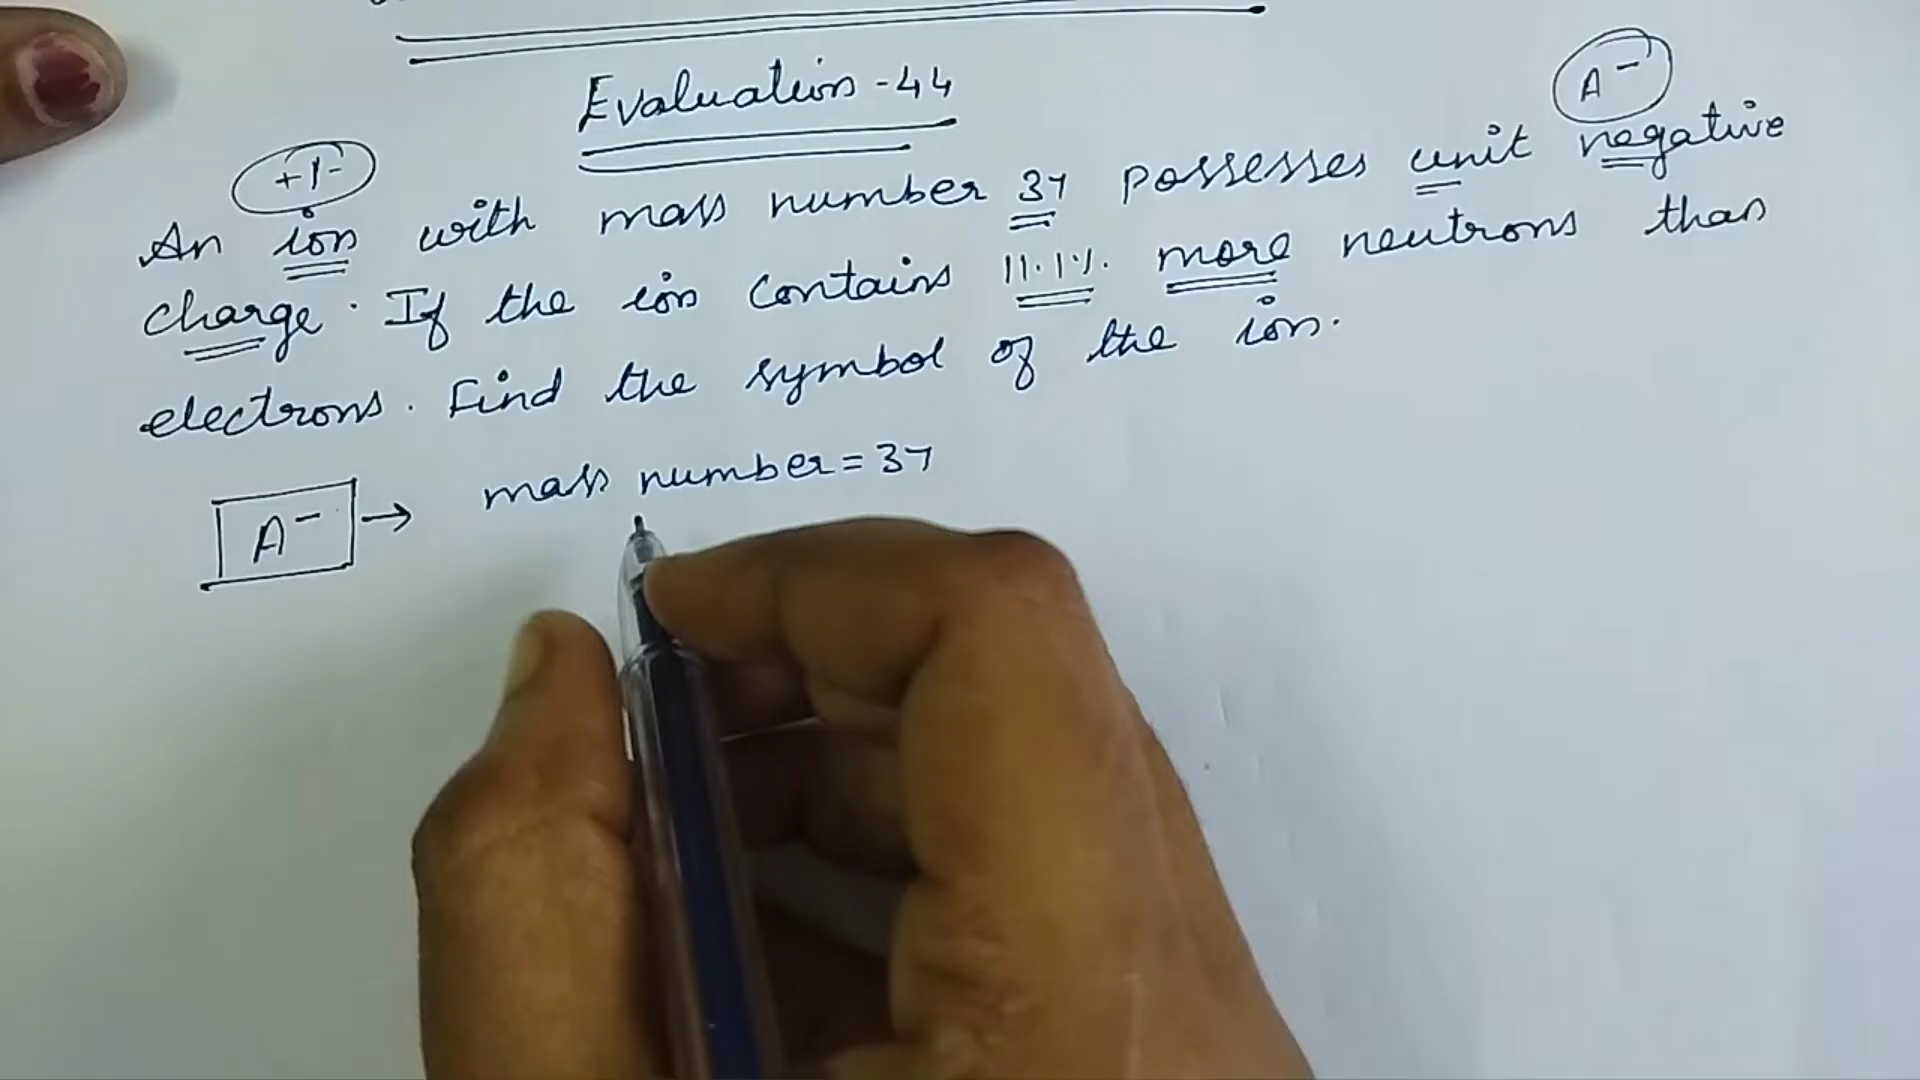 Evaluation - 44
A⁻
+/-
An ion with mass number 37 possesses unit negative
charge. If the ion contains 11.1% more neutrons than
electrons. Find the symbol of the ion.
A⁻ → mass number = 37